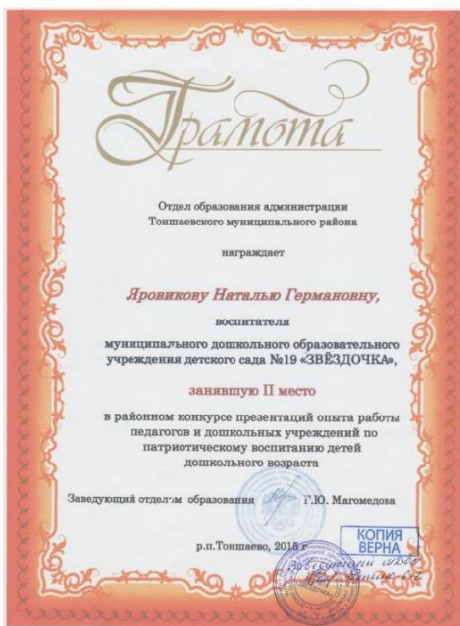 Грамота
Отдел образования администрации
Тоншаевского муниципального района
награждает
Яровикову Наталью Германовну,
воспитателя
муниципального дошкольного образовательного
учреждения детского сада №19 «ЗВЁЗДОЧКА»,
занявшую II место
в районном конкурсе презентаций опыта работы
педагогов и дошкольных учреждений по
патриотическому воспитанию детей
дошкольного возраста
Заведующий отделом образования Г.Ю. Магомедова
р.п.Тоншаево, 2015 г
КОПИЯ
ВЕРНА
Заведующий